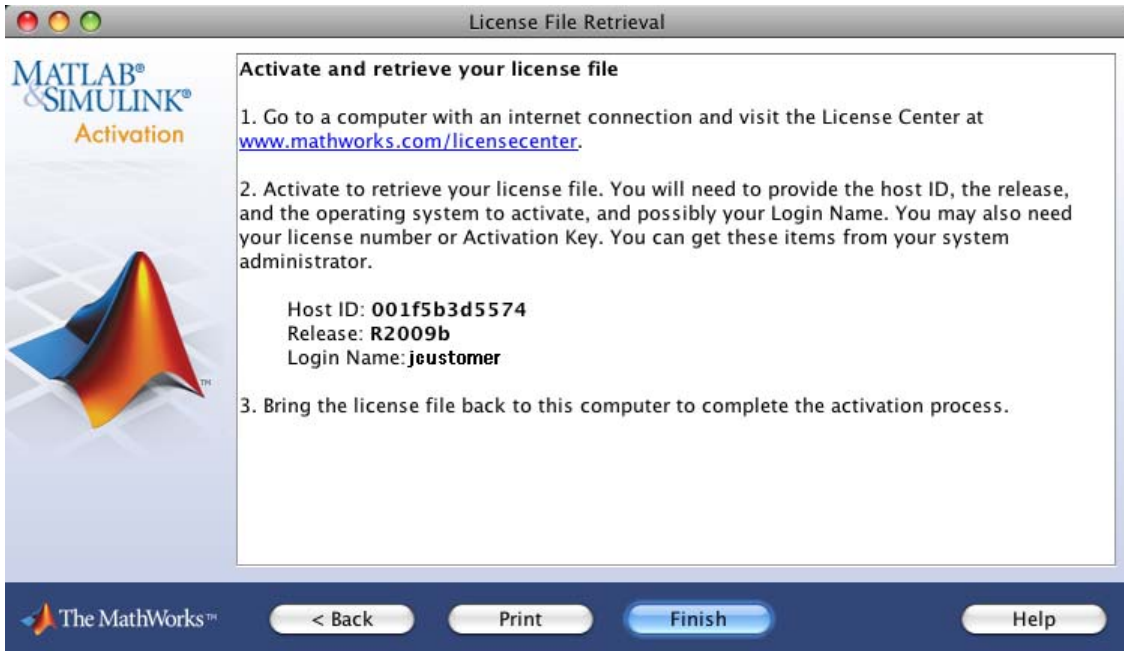 License File Retrieval
MATLAB®
&SIMULINK®
Activation
Activate and retrieve your license file
1. Go to a computer with an internet connection and visit the License Center at
www.mathworks.com/licensecenter.
2. Activate to retrieve your license file. You will need to provide the host ID, the release,
and the operating system to activate, and possibly your Login Name. You may also need
your license number or Activation Key. You can get these items from your system
administrator.
Host ID: 001f5b3d5574
Release: R2009b
Login Name: jcustomer
3. Bring the license file back to this computer to complete the activation process.
TM
The MathWorks™
< Back
Print
Finish
Help